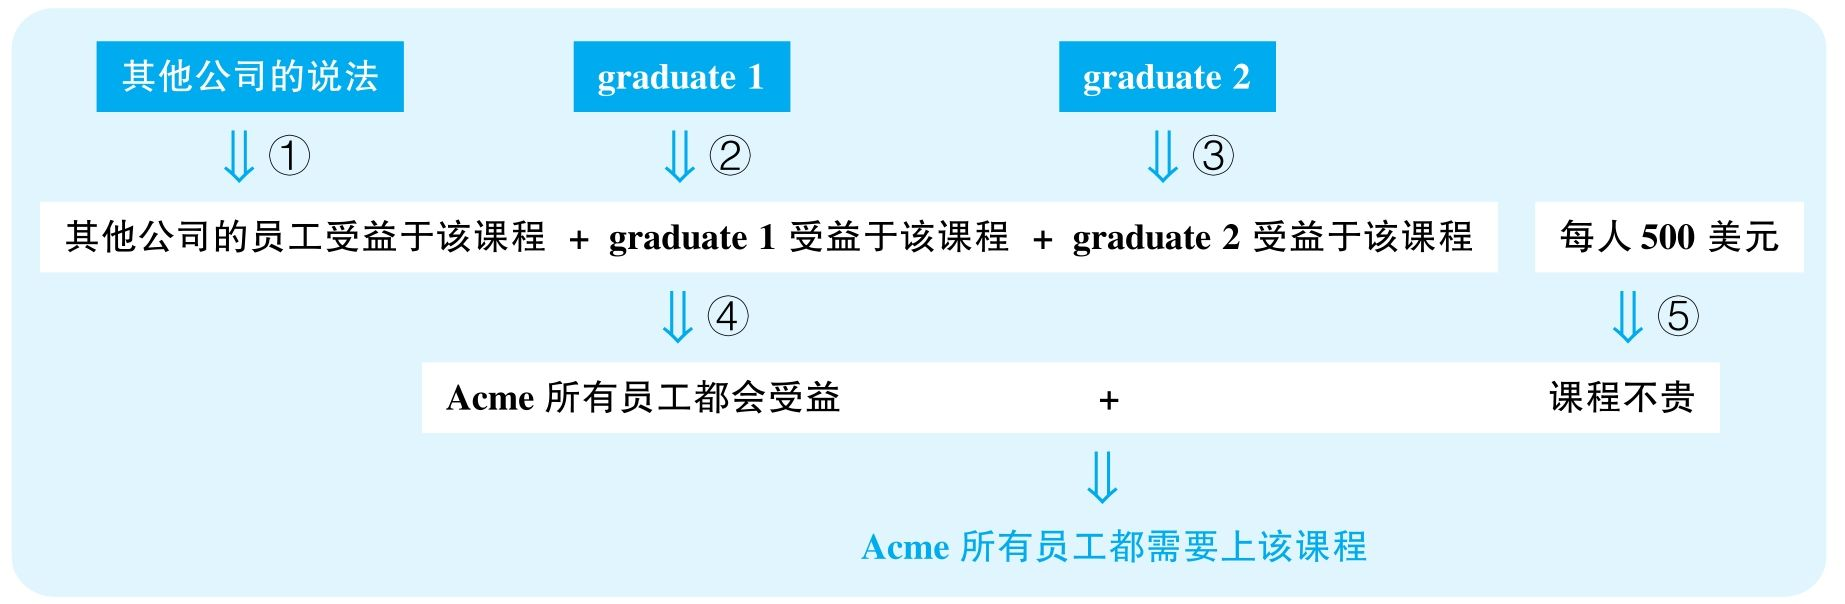 其他公司的说法 graduate 1 graduate 2
① ② ③
其他公司的员工受益于该课程 + graduate 1 受益于该课程 + graduate 2 受益于该课程 每人 500 美元
④ ⑤
Acme 所有员工都会受益 + 课程不贵
Acme 所有员工都需要上该课程